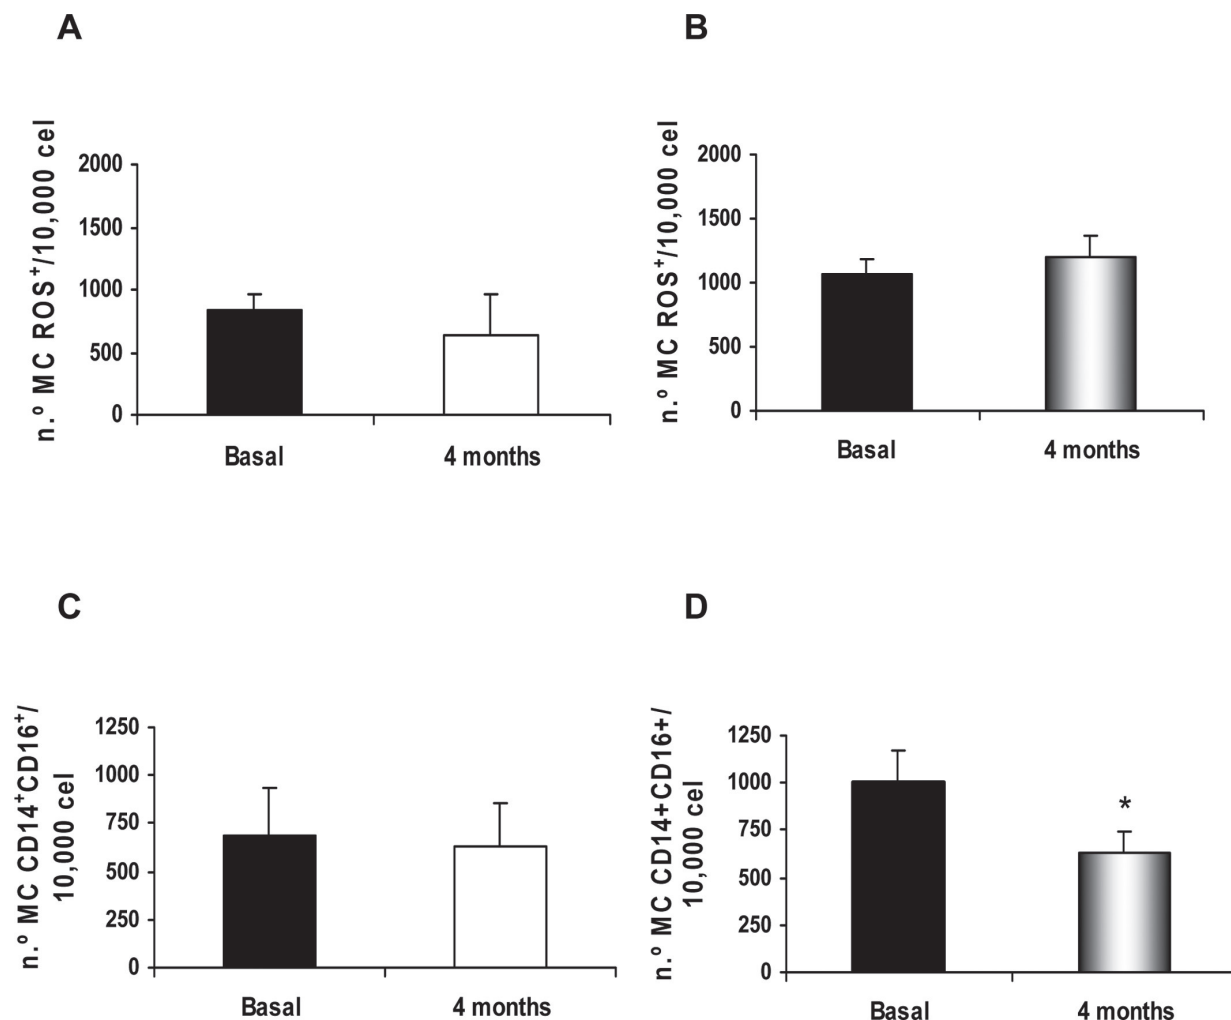 A
n.º MC ROS⁺/10,000 cel
2000
1500
1000
500
0
Basal
4 months
B
n.º MC ROS⁺/10,000 cel
2000
1500
1000
500
0
Basal
4 months
C
n.º MC CD14⁺CD16⁺/
10,000 cel
1250
1000
750
500
250
0
Basal
4 months
D
n.º MC CD14+CD16+/
10,000 cel
1250
1000
750
500
250
0
*
Basal
4 months